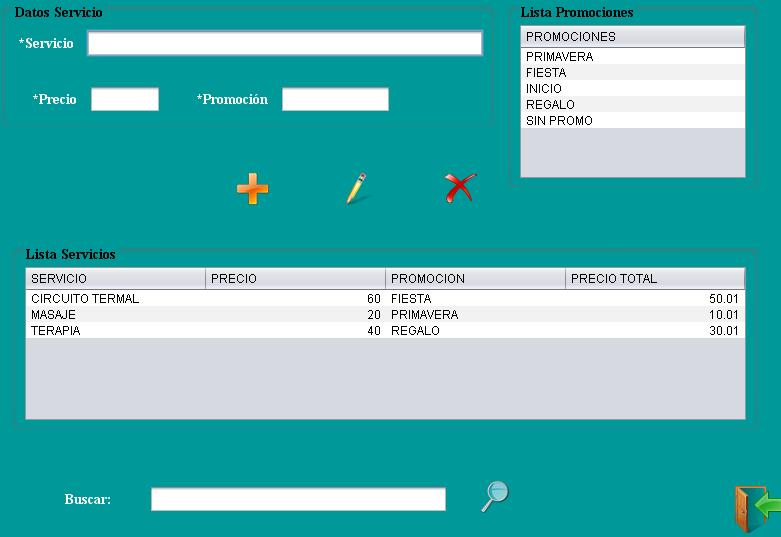 Datos Servicio
*Servicio
*Precio *Promoción
Lista Promociones
PROMOCIONES
PRIMAVERA
FIESTA
INICIO
REGALO
SIN PROMO
Lista Servicios
SERVICIO PRECIO PROMOCION PRECIO TOTAL
CIRCUITO TERMAL 60 FIESTA 50.01
MASAJE 20 PRIMAVERA 10.01
TERAPIA 40 REGALO 30.01
Buscar: